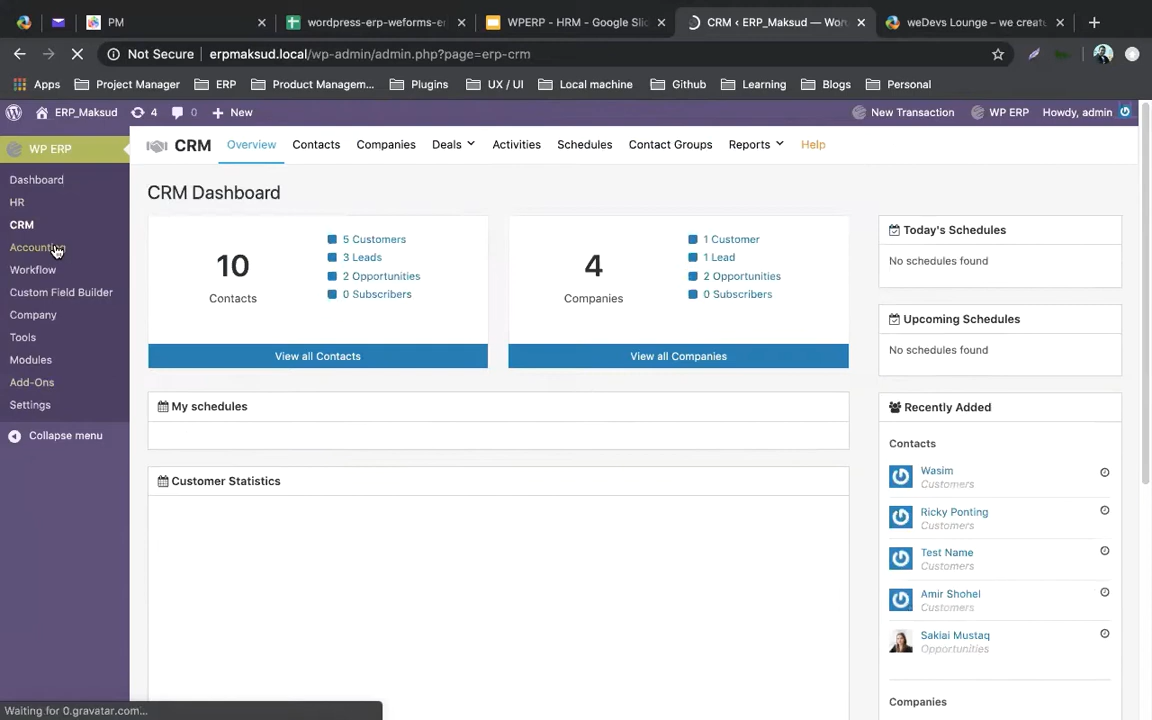 PM
wordpress-erp-weforms-er
WPERP - HRM - Google Slid
CRM ‹ ERP_Maksud — Wor
weDevs Lounge – we creat
Not Secure
erpmaksud.local/wp-admin/admin.php?page=erp-crm
Apps
Project Manager
ERP
Product Managem...
Plugins
UX / UI
Local machine
Github
Learning
Blogs
Personal
ERP_Maksud
4
0
New
New Transaction
WP ERP
Howdy, admin
WP ERP
Dashboard
HR
CRM
Accounting
Workflow
Custom Field Builder
Company
Tools
Modules
Add-Ons
Settings
Collapse menu
CRM
Overview
Contacts
Companies
Deals
Activities
Schedules
Contact Groups
Reports
Help
CRM Dashboard
10
Contacts
5 Customers
3 Leads
2 Opportunities
0 Subscribers
View all Contacts
4
Companies
1 Customer
1 Lead
2 Opportunities
0 Subscribers
View all Companies
My schedules
Customer Statistics
Today's Schedules
No schedules found
Upcoming Schedules
No schedules found
Recently Added
Contacts
Wasim
Customers
Ricky Ponting
Customers
Test Name
Customers
Amir Shohel
Customers
Saklai Mustaq
Opportunities
Companies
Waiting for 0.gravatar.com...